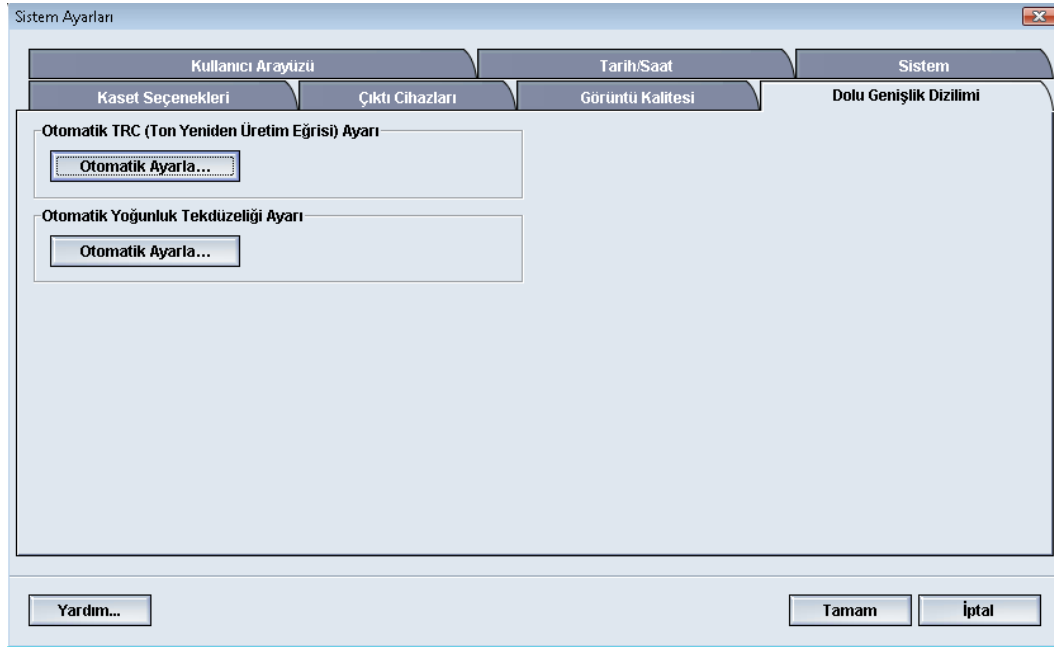 Sistem Ayarları
Kullanıcı Arayüzü
Tarih/Saat
Sistem
Kaset Seçenekleri
Çıktı Cihazları
Görüntü Kalitesi
Dolu Genişlik Dizilimi
Otomatik TRC (Ton Yeniden Üretim Eğrisi) Ayarı
Otomatik Ayarla...
Otomatik Yoğunluk Tekdüzeliği Ayarı
Otomatik Ayarla...
Yardım...
Tamam
İptal